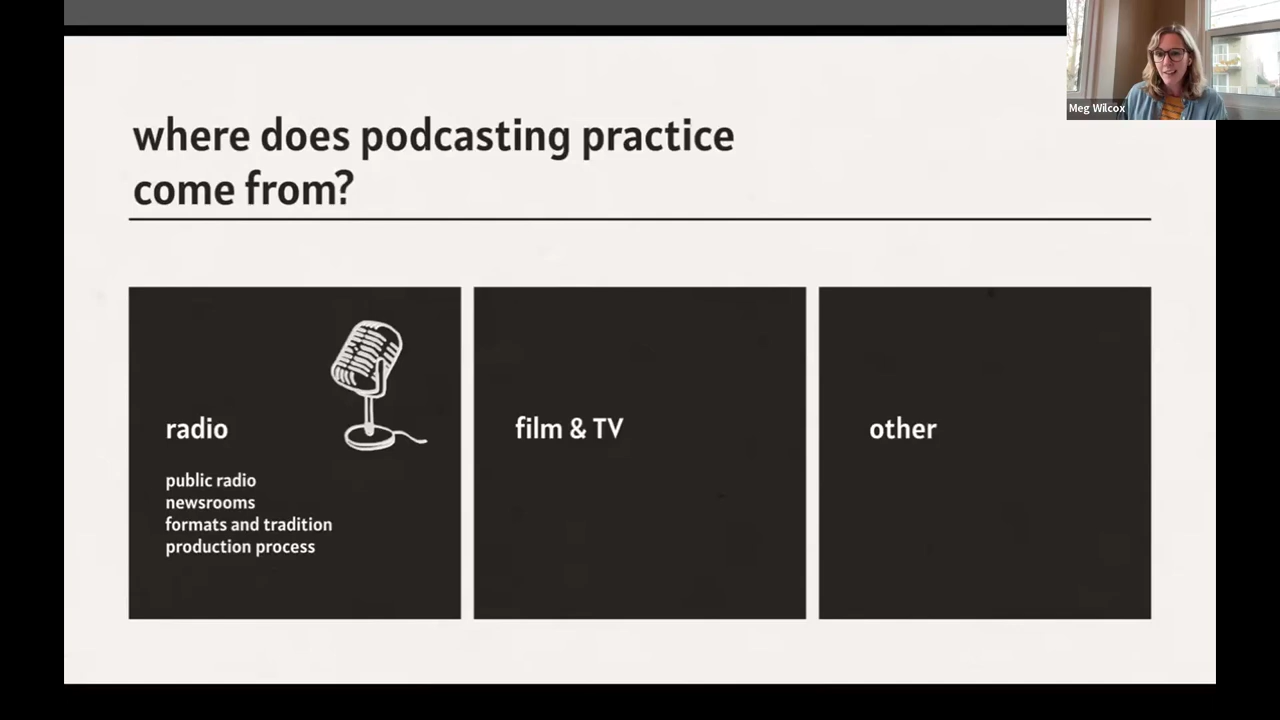 Meg Wilcox
where does podcasting practice
come from?
radio
public radio
newsrooms
formats and tradition
production process
film & TV
other